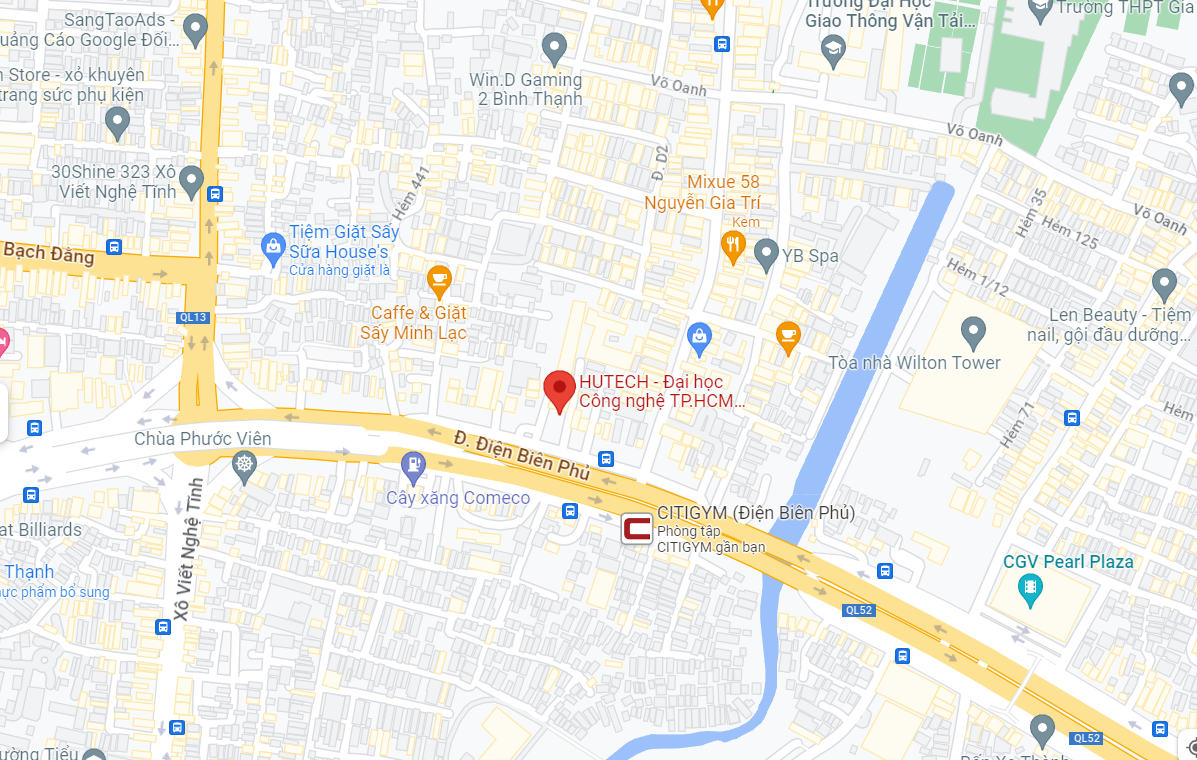 SangTaoAds -
uảng Cáo Google Đối...
Trường Đại Học
Giao Thông Vận Tải...
Trường THPT Gia
Store - xỏ khuyên
trang sức phụ kiện
Win.D Gaming
2 Bình Thạnh
Võ Oanh
Võ Oanh
Võ Oanh
30Shine 323 Xô
Viết Nghệ Tĩnh
Hẻm 441
Đ. D2
Mixue 58
Nguyễn Gia Trí
Kem
YB Spa
Hẻm 35
Hẻm 125
Hẻm 1/12
Bạch Đằng
Tiệm Giặt Sấy
Sữa House's
Cửa hàng giặt là
QL13
Caffe & Giặt
Sấy Minh Lạc
Len Beauty - Tiệm
nail, gội đầu dưỡng...
Tòa nhà Wilton Tower
HUTECH - Đại học
Công nghệ TP.HCM...
Hẻm 71
Chùa Phước Viên
Đ. Điện Biên Phủ
Cây xăng Comeco
Xô Viết Nghệ Tĩnh
CITIGYM (Điện Biên Phủ)
Phòng tập
CITIGYM gần bạn
at Billiards
Thạnh
ực phẩm bổ sung
CGV Pearl Plaza
QL52
QL52
ường Tiểu